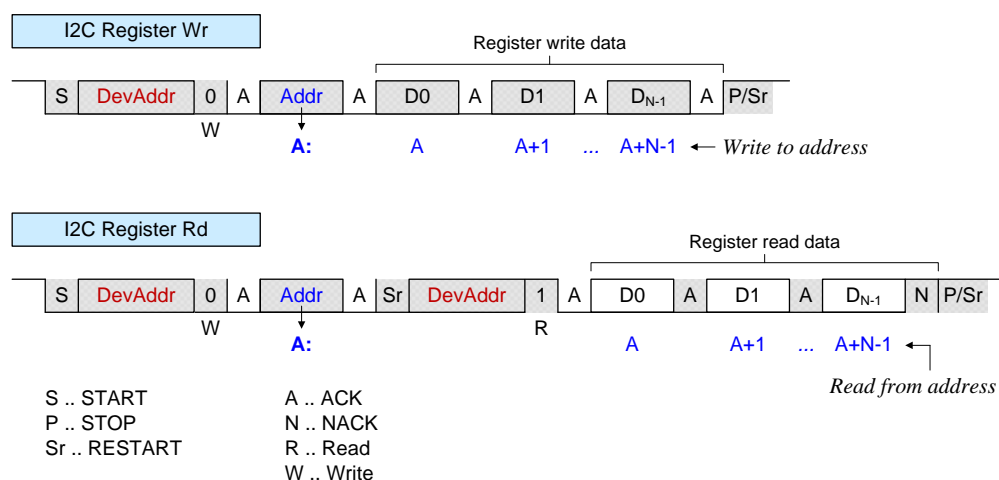 I2C Register Wr
Register write data
S DevAddr 0 A Addr A D0 A D1 A DN-1 A P/Sr
W
A: A A+1 ... A+N-1 Write to address
I2C Register Rd
Register read data
S DevAddr 0 A Addr A Sr DevAddr 1 A D0 A D1 A DN-1 N P/Sr
W R
A: A A+1 ... A+N-1
Read from address
S .. START A .. ACK
P .. STOP N .. NACK
Sr .. RESTART R .. Read
W .. Write